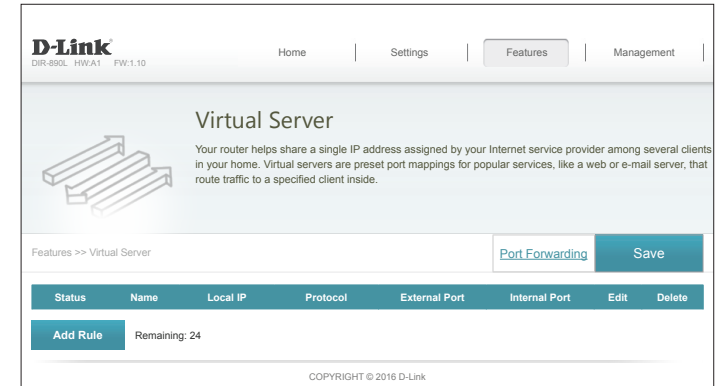 D-Link
DIR-890L HW:A1 FW:1.10
Home
Settings
Features
Management
Virtual Server
Your router helps share a single IP address assigned by your Internet service provider among several clients
in your home. Virtual servers are preset port mappings for popular services, like a web or e-mail server, that
route traffic to a specified client inside.
Features >> Virtual Server
Port Forwarding
Save
Status Name Local IP Protocol External Port Internal Port Edit Delete
Add Rule
Remaining: 24
COPYRIGHT © 2016 D-Link